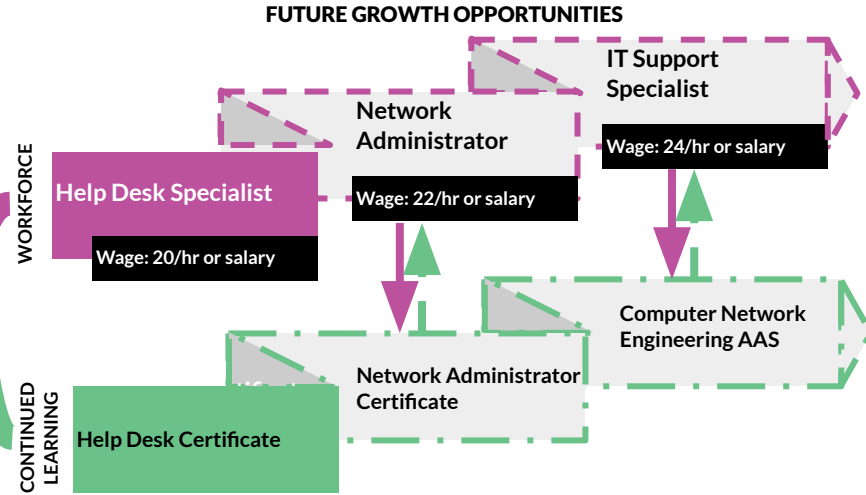 FUTURE GROWTH OPPORTUNITIES
IT Support
Specialist
Wage: 24/hr or salary
Network
Administrator
Wage: 22/hr or salary
WORKFORCE
Help Desk Specialist
Wage: 20/hr or salary
Computer Network
Engineering AAS
Network Administrator
Certificate
CONTINUED
LEARNING
Help Desk Certificate